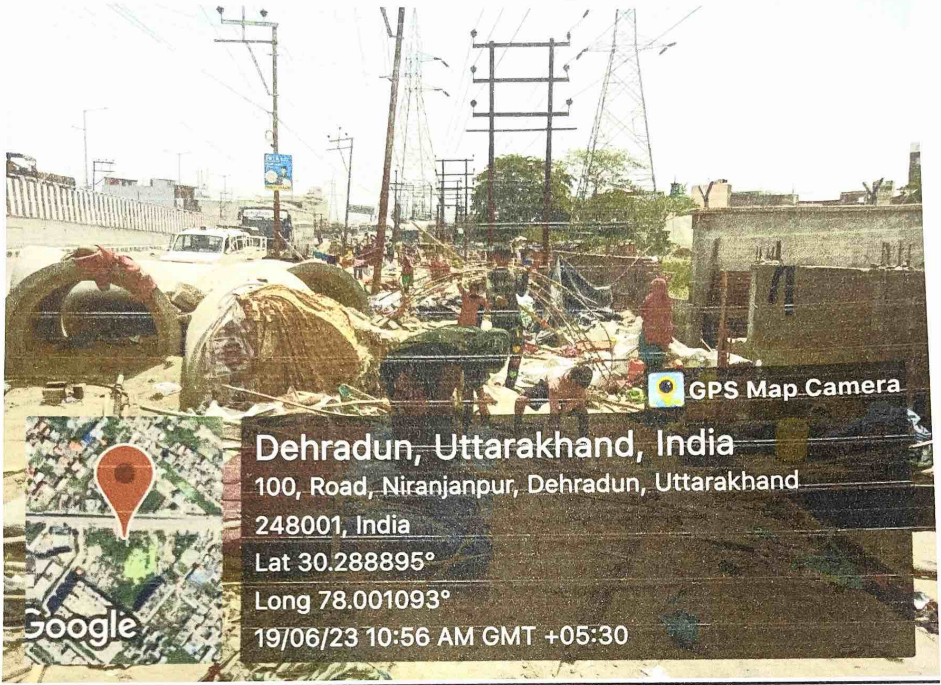 GPS Map Camera
Dehradun, Uttarakhand, India
100, Road, Niranjanpur, Dehradun, Uttarakhand
248001, India
Lat 30.288895°
Long 78.001093°
19/06/23 10:56 AM GMT +05:30
Google